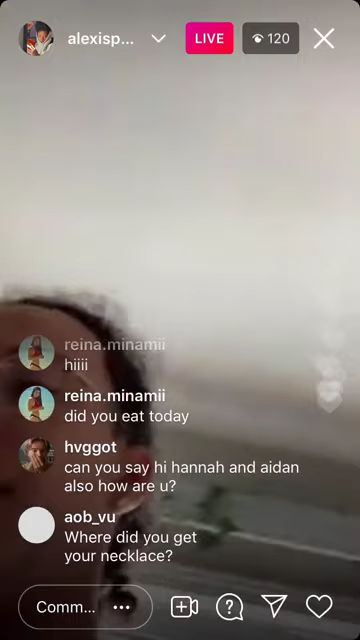 alexisp...
LIVE
120
reina.minamii
hiiii
reina.minamii
did you eat today
hvggot
can you say hi hannah and aidan
also how are u?
aob_vu
Where did you get
your necklace?
Comm...